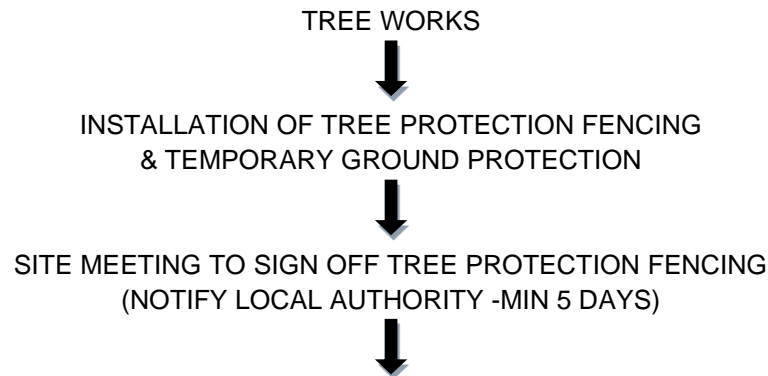 TREE WORKS
INSTALLATION OF TREE PROTECTION FENCING
& TEMPORARY GROUND PROTECTION
SITE MEETING TO SIGN OFF TREE PROTECTION FENCING
(NOTIFY LOCAL AUTHORITY -MIN 5 DAYS)